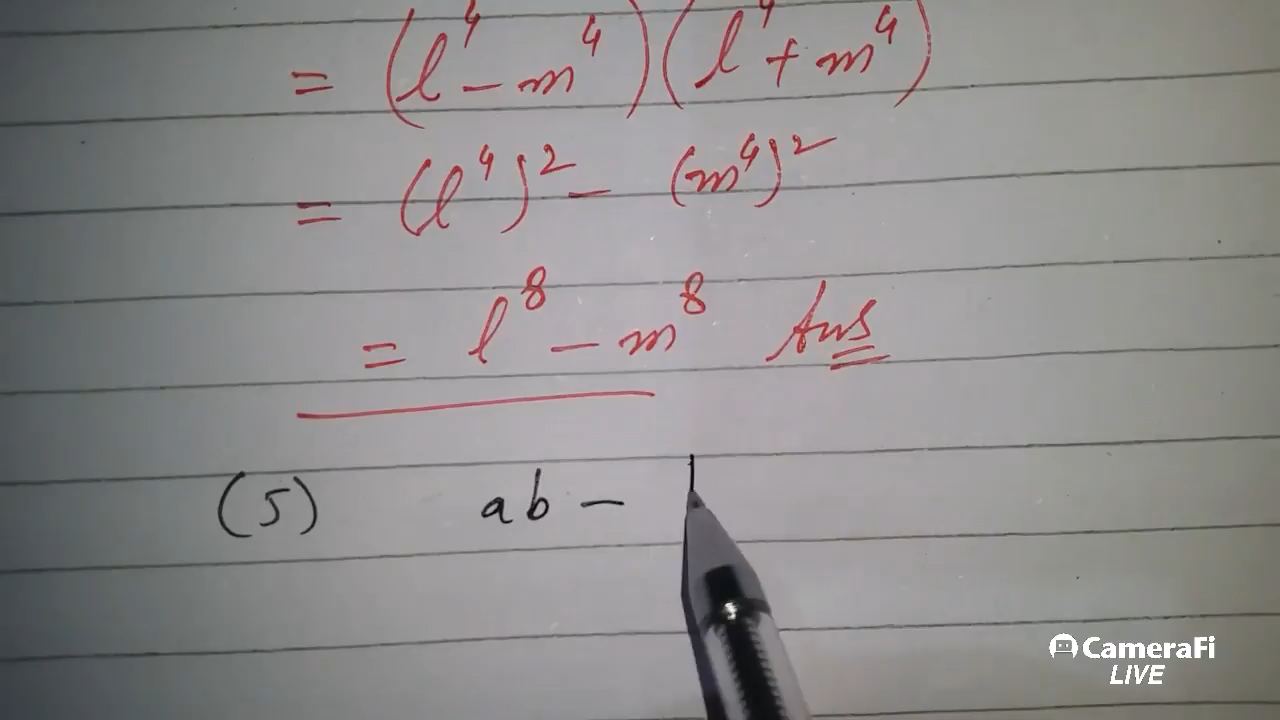 = (l⁴ - m⁴)(l⁴ + m⁴)
= (l⁴)² - (m⁴)²
= l⁸ - m⁸ Ans
(5) ab -
CameraFi
LIVE